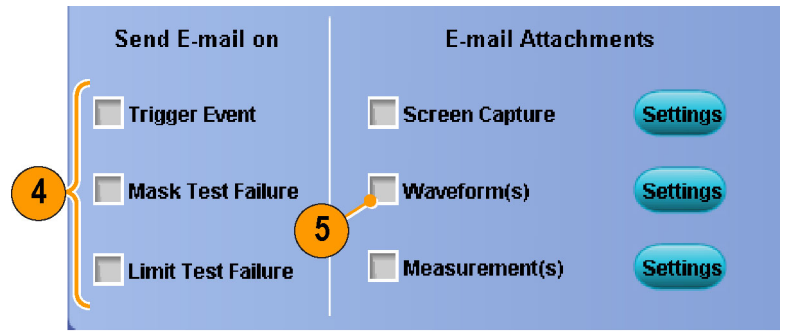 Send E-mail on
E-mail Attachments
Trigger Event
Screen Capture
Settings
4
Mask Test Failure
Waveform(s)
Settings
5
Limit Test Failure
Measurement(s)
Settings